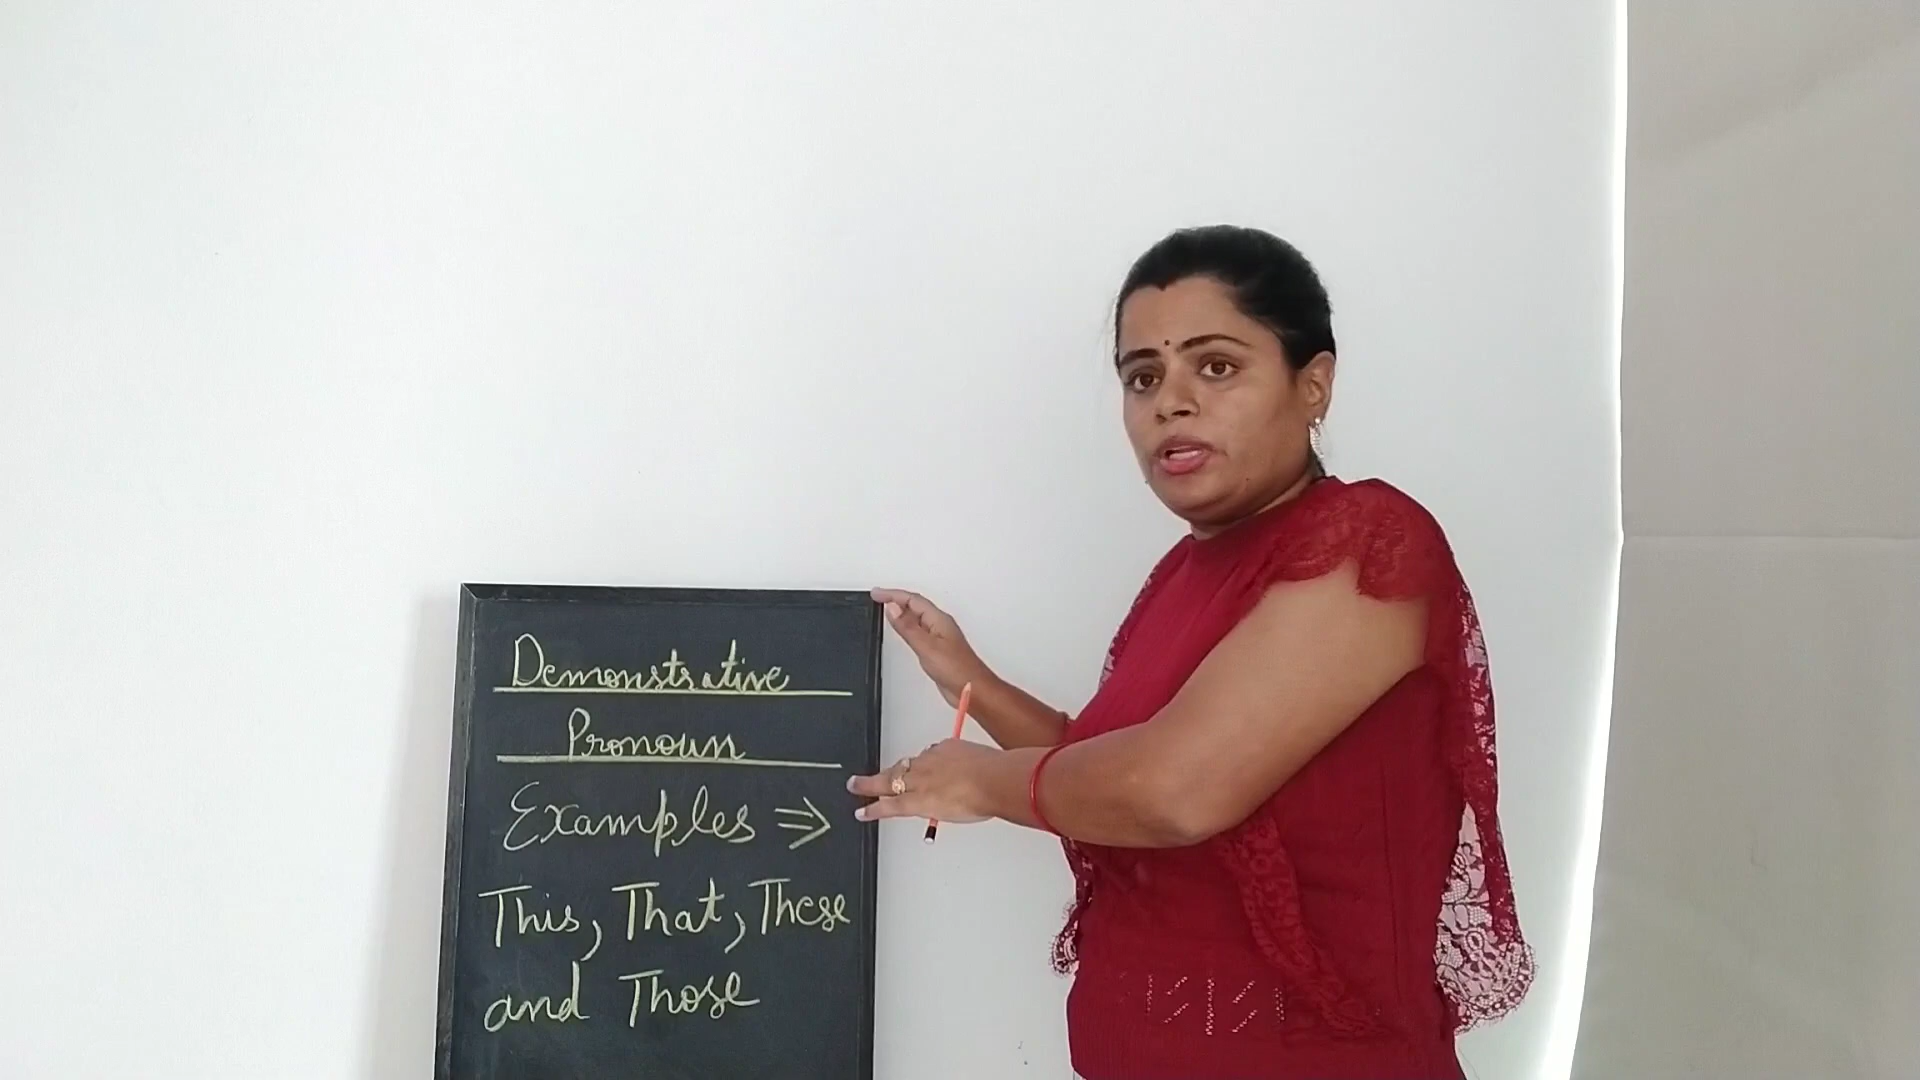 Demonstrative
Pronoun
Examples ⇒
This, That, These
and Those